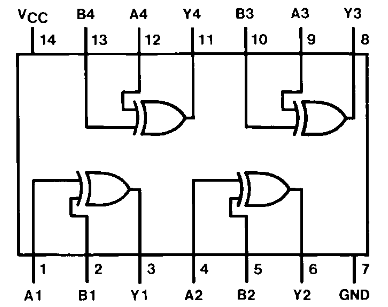 VCC B4 A4 Y4 B3 A3 Y3
14 13 12 11 10 9 8
1 2 3 4 5 6 7
A1 B1 Y1 A2 B2 Y2 GND